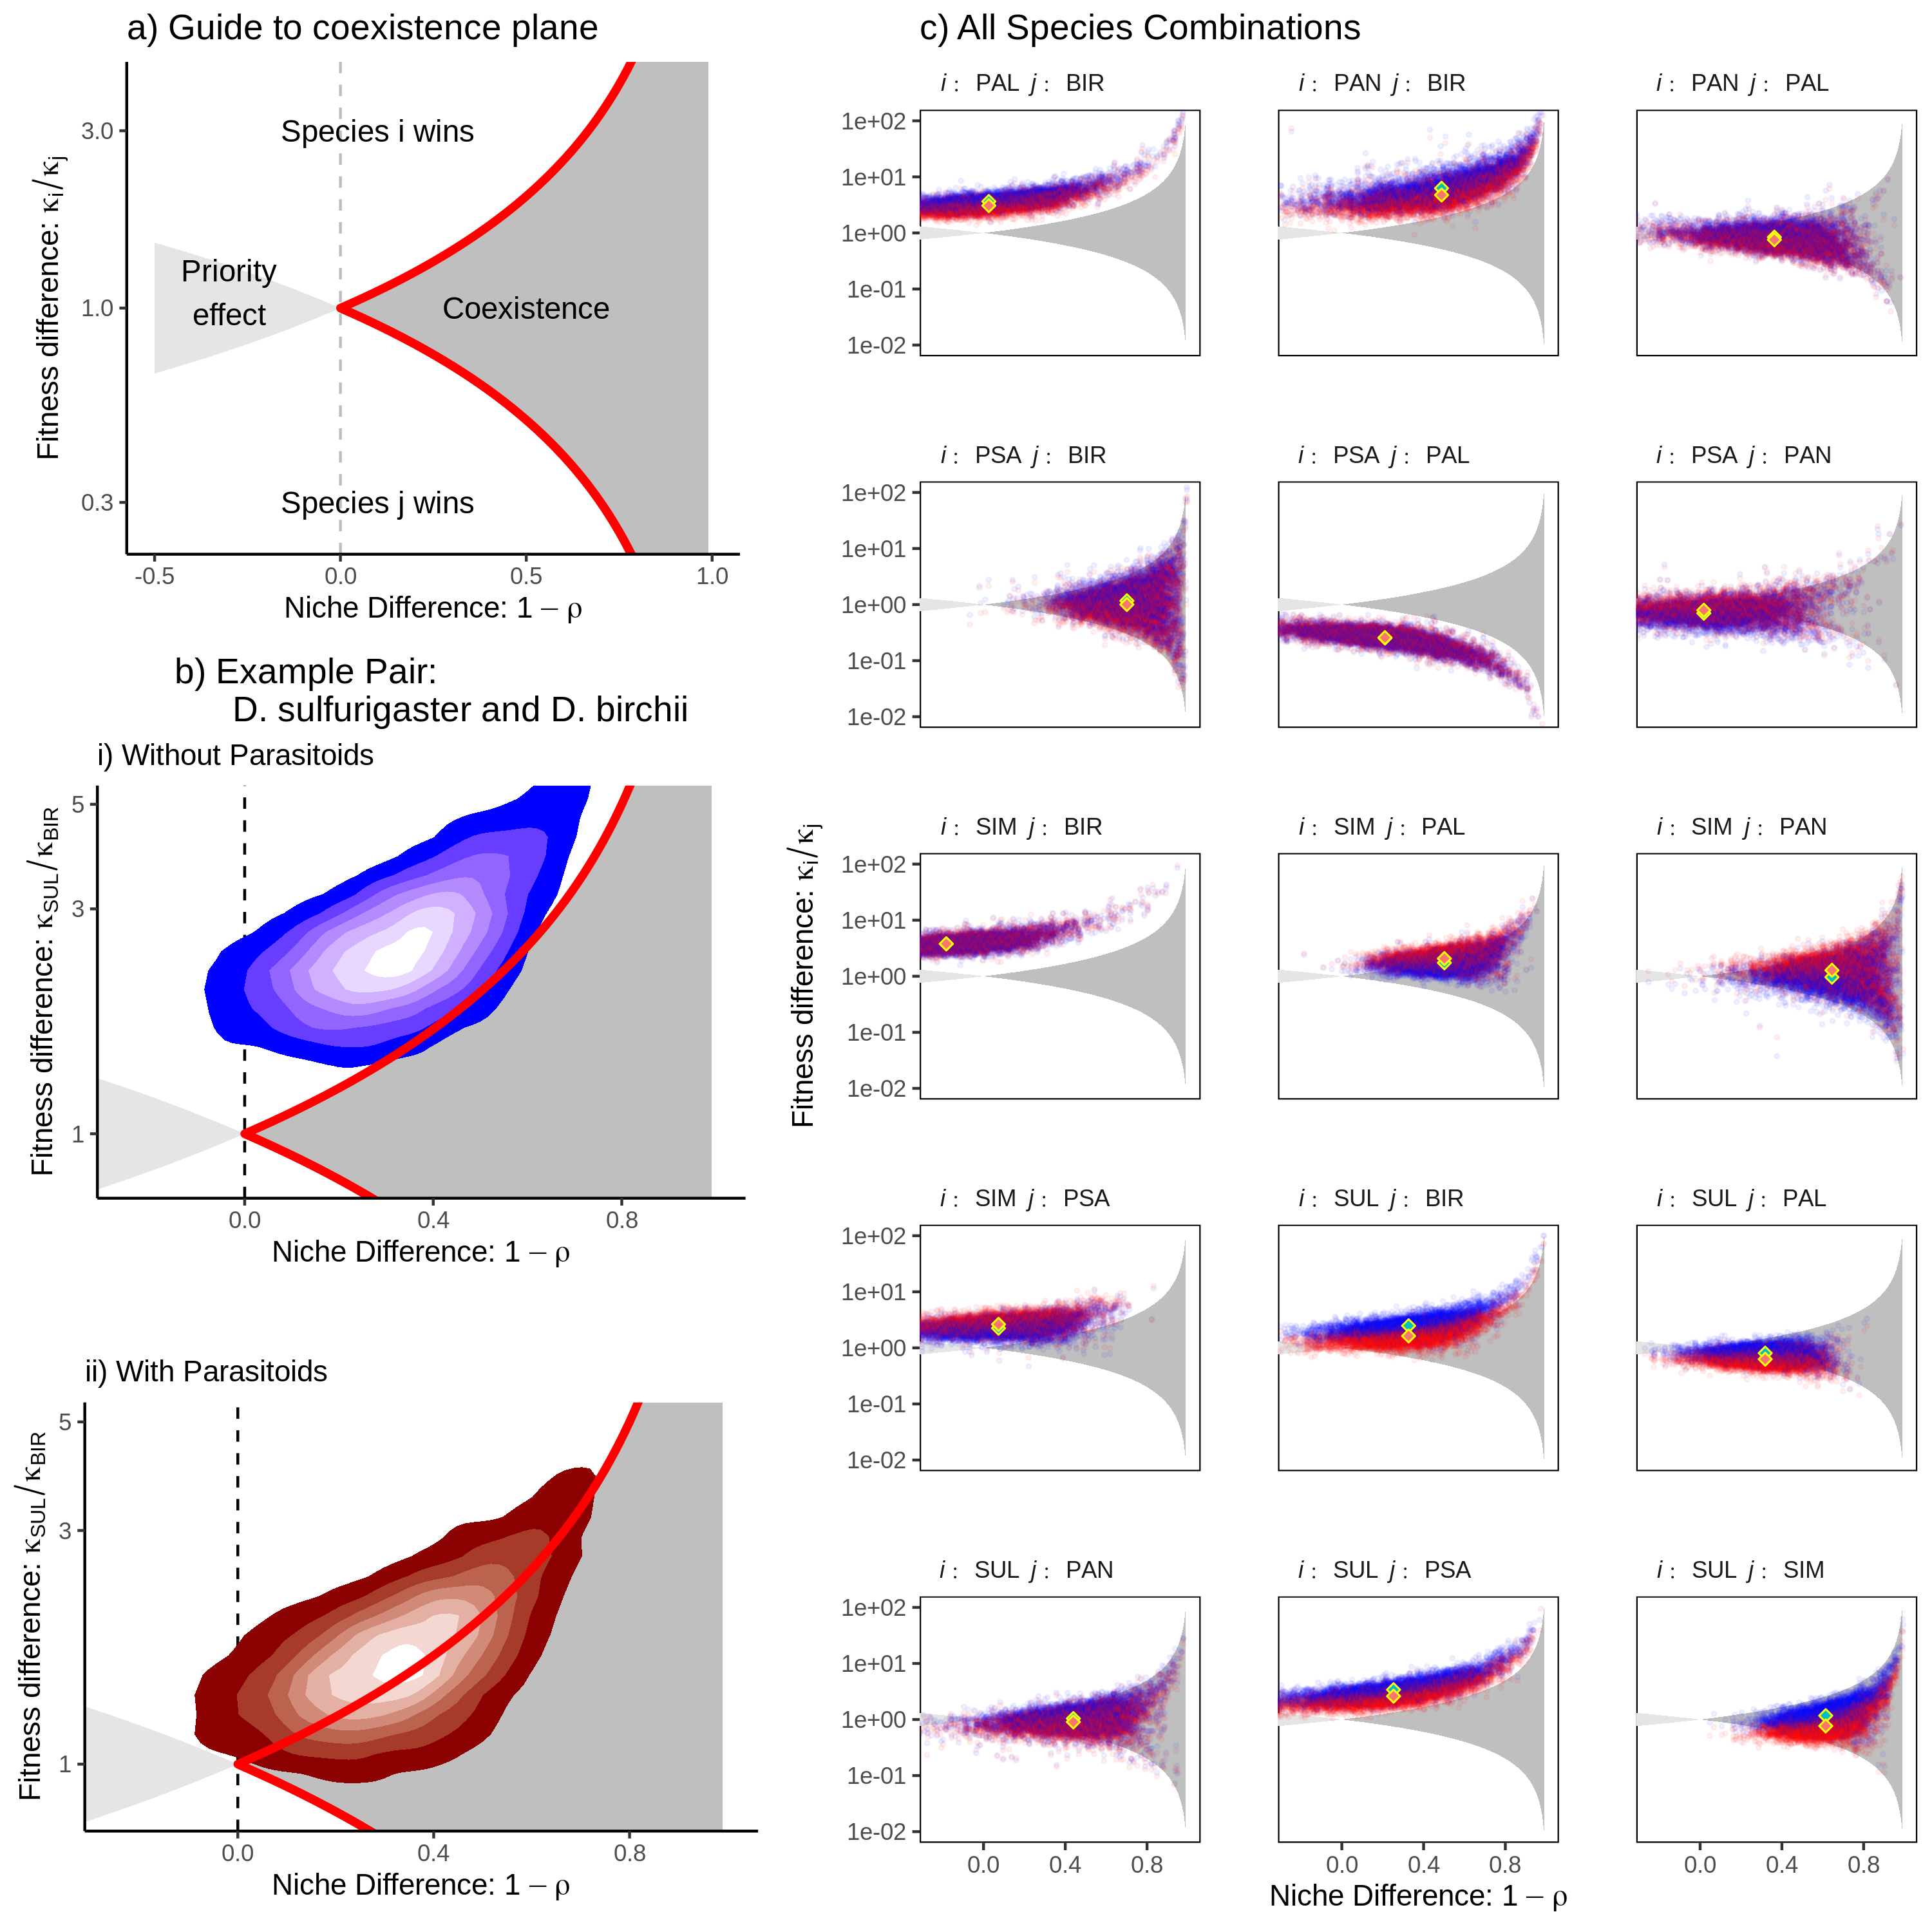 a) Guide to coexistence plane
Fitness difference: κi/κj
3.0
1.0
0.3
Species i wins
Priority
effect
Coexistence
Species j wins
-0.5
0.0
0.5
1.0
Niche Difference: 1 − ρ
b) Example Pair:
D. sulfurigaster and D. birchii
i) Without Parasitoids
Fitness difference: κSUL/κBIR
5
3
1
0.0
0.4
0.8
Niche Difference: 1 − ρ
ii) With Parasitoids
Fitness difference: κSUL/κBIR
5
3
1
0.0
0.4
0.8
Niche Difference: 1 − ρ
c) All Species Combinations
Fitness difference: κi/κj
i : PAL j : BIR
i : PAN j : BIR
i : PAN j : PAL
1e+02
1e+01
1e+00
1e-01
1e-02
i : PSA j : BIR
i : PSA j : PAL
i : PSA j : PAN
1e+02
1e+01
1e+00
1e-01
1e-02
i : SIM j : BIR
i : SIM j : PAL
i : SIM j : PAN
1e+02
1e+01
1e+00
1e-01
1e-02
i : SIM j : PSA
i : SUL j : BIR
i : SUL j : PAL
1e+02
1e+01
1e+00
1e-01
1e-02
i : SUL j : PAN
i : SUL j : PSA
i : SUL j : SIM
1e+02
1e+01
1e+00
1e-01
1e-02
0.0 0.4 0.8
0.0 0.4 0.8
0.0 0.4 0.8
Niche Difference: 1 − ρ